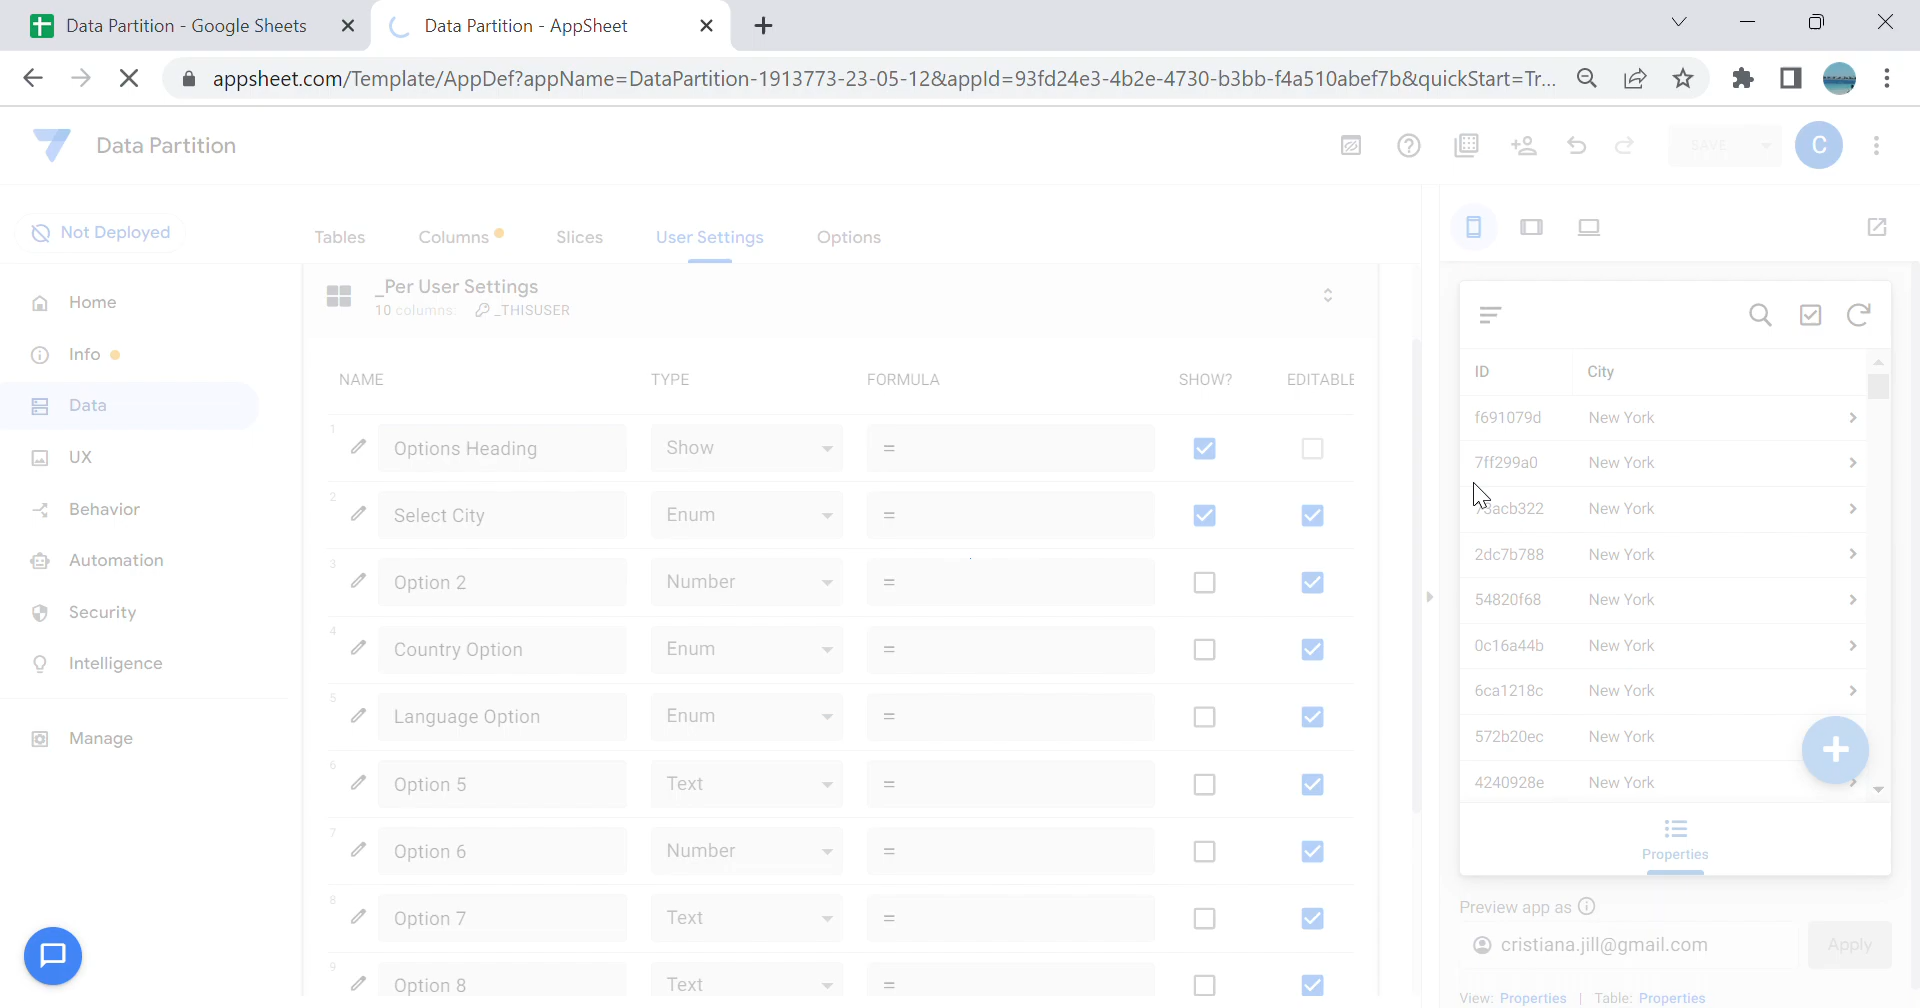 Data Partition - Google Sheets
Data Partition - AppSheet
appsheet.com/Template/AppDef?appName=DataPartition-1913773-23-05-12&appId=93fd24e3-4b2e-4730-b3bb-f4a510abef7b&quickStart=Tr...
Data Partition
SAVE
C
Not Deployed
Tables Columns Slices User Settings Options
Home
Info
Data
UX
Behavior
Automation
Security
Intelligence
Manage
_Per User Settings
10 columns: _THISUSER
NAME TYPE FORMULA SHOW? EDITABLE
1 Options Heading Show =
2 Select City Enum =
3 Option 2 Number =
4 Country Option Enum =
5 Language Option Enum =
6 Option 5 Text =
7 Option 6 Number =
8 Option 7 Text =
9 Option 8 Text =
ID City
f691079d New York
7ff299a0 New York
acb322 New York
2dc7b788 New York
54820f68 New York
0c16a44b New York
6ca1218c New York
572b20ec New York
4240928e New York
Properties
Preview app as
cristiana.jill@gmail.com Apply
View: Properties | Table: Properties